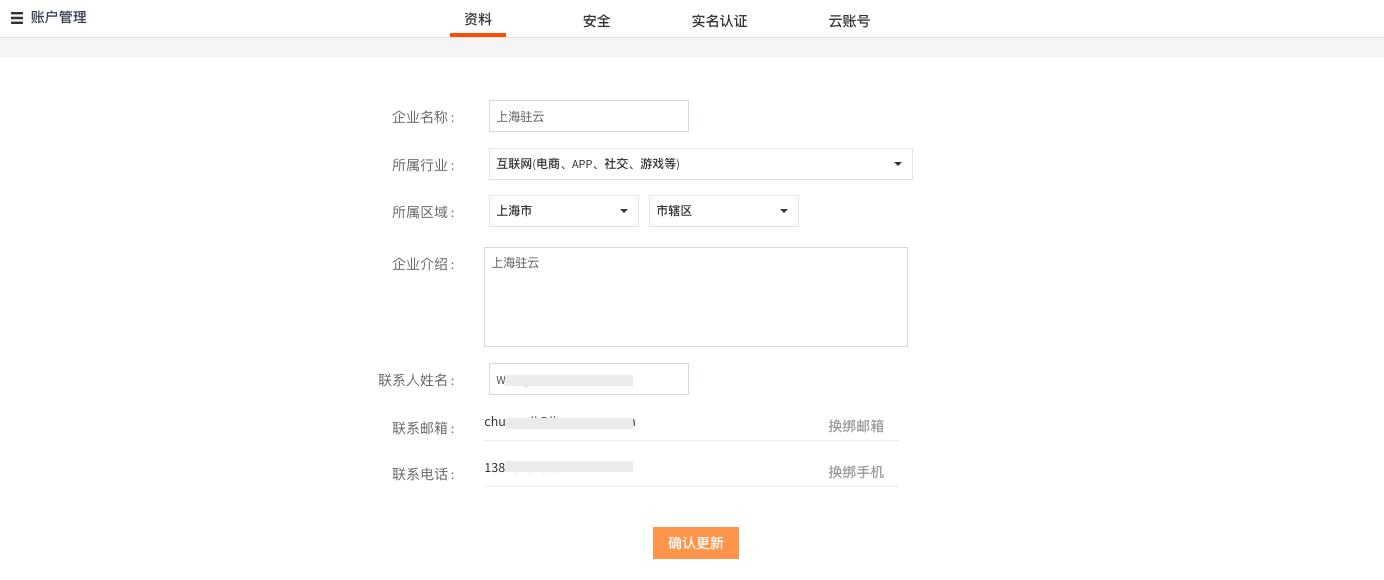 账户管理
资料 安全 实名认证 云账号
企业名称 : 上海驻云
所属行业 : 互联网(电商、APP、社交、游戏等)
所属区域 : 上海市 市辖区
企业介绍 : 上海驻云
联系人姓名 : W
联系邮箱 : chu 换绑邮箱
联系电话 : 138 换绑手机
确认更新